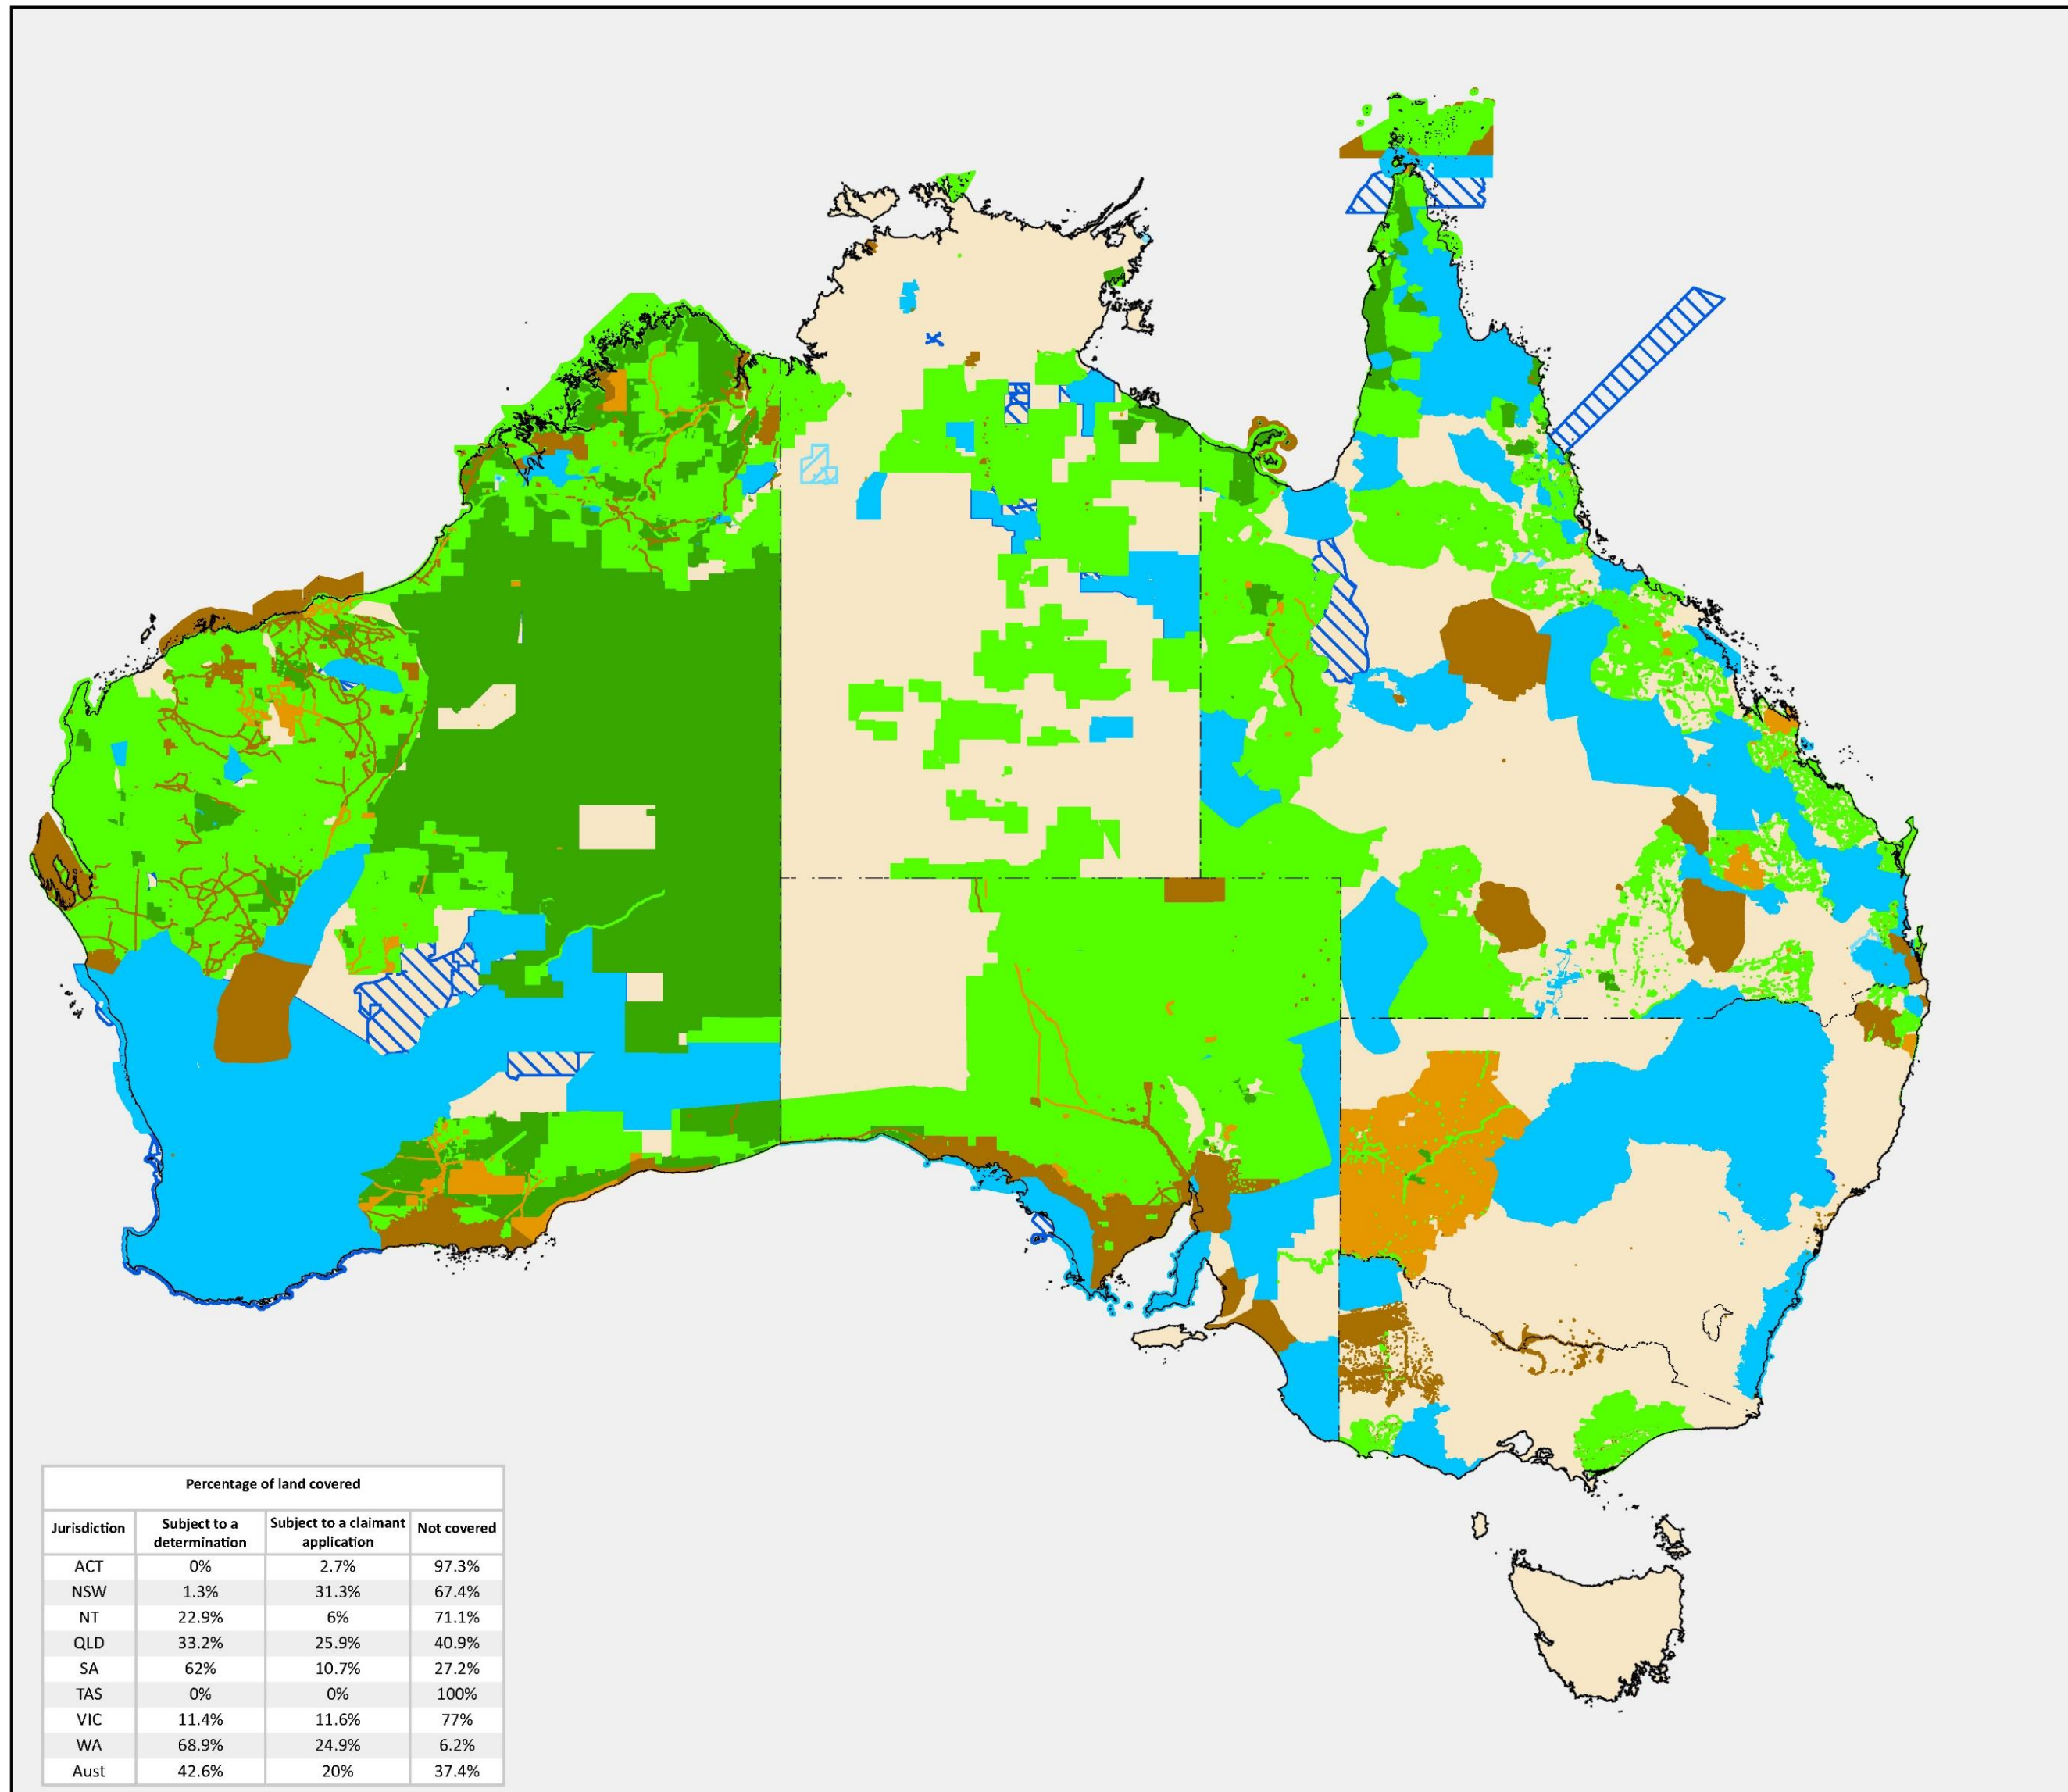 Percentage of land covered
Jurisdiction Subject to a determination Subject to a claimant application Not covered
ACT 0% 2.7% 97.3%
NSW 1.3% 31.3% 67.4%
NT 22.9% 6% 71.1%
QLD 33.2% 25.9% 40.9%
SA 62% 10.7% 27.2%
TAS 0% 0% 100%
VIC 11.4% 11.6% 77%
WA 68.9% 24.9% 6.2%
Aust 42.6% 20% 37.4%